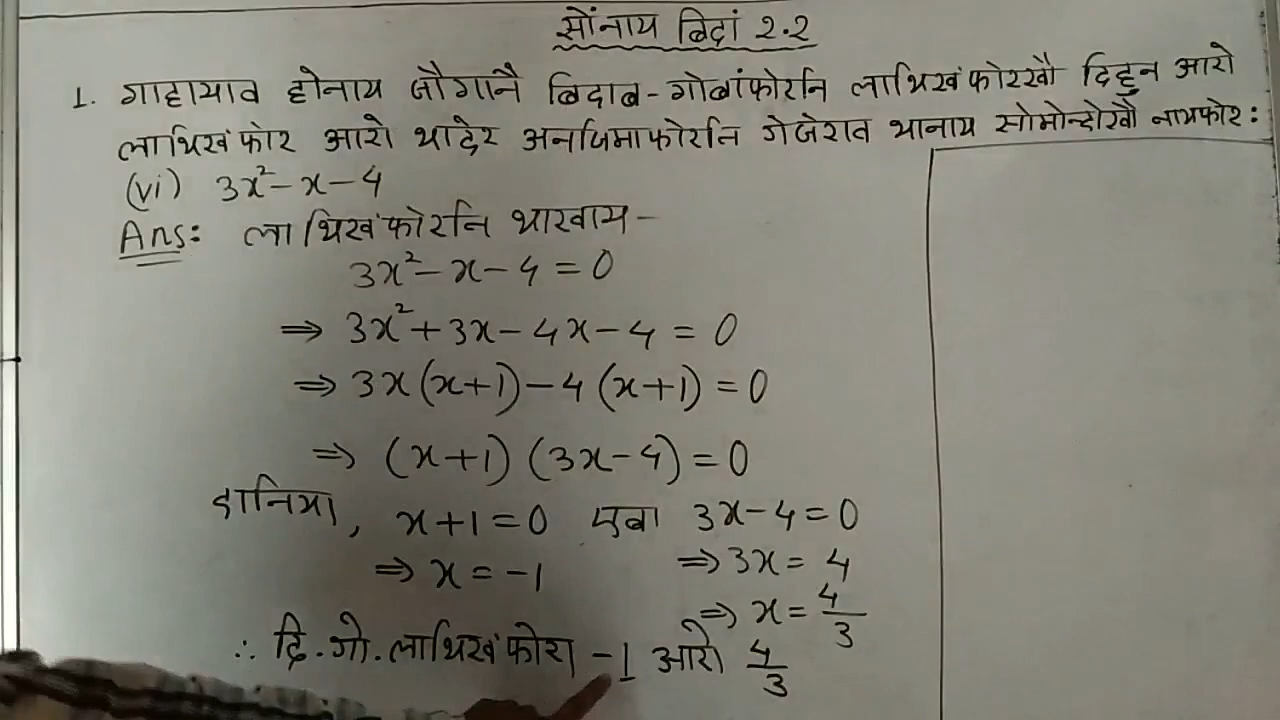 सोंनाय बिदां 2.2
1. गाहायाव होनाय जौगानै बिदाब-गोबांफोरनि लाथिखंफोरखौ दिहुन आरो
लाथिखंफोर आरो थादेर अनजिमाफोरनि गेजेराव थानाय सोमोन्दोखौ नायफोर:
(vi) 3x² - x - 4
Ans: लाथिखंफोरनि थाखाय -
3x² - x - 4 = 0
⇒ 3x² + 3x - 4x - 4 = 0
⇒ 3x(x+1) - 4(x+1) = 0
⇒ (x+1) (3x-4) = 0
दानिया, x+1 = 0 एबा 3x-4 = 0
⇒ x = -1 ⇒ 3x = 4
⇒ x = 4/3
∴ दि.गो.लाथिखंफोरा -1 आरो 4/3